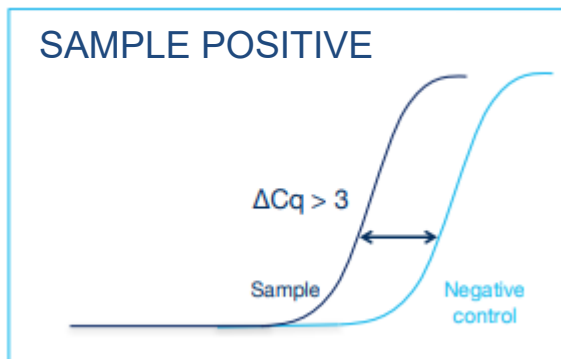 SAMPLE POSITIVE
ΔCq > 3
Sample
Negative
control